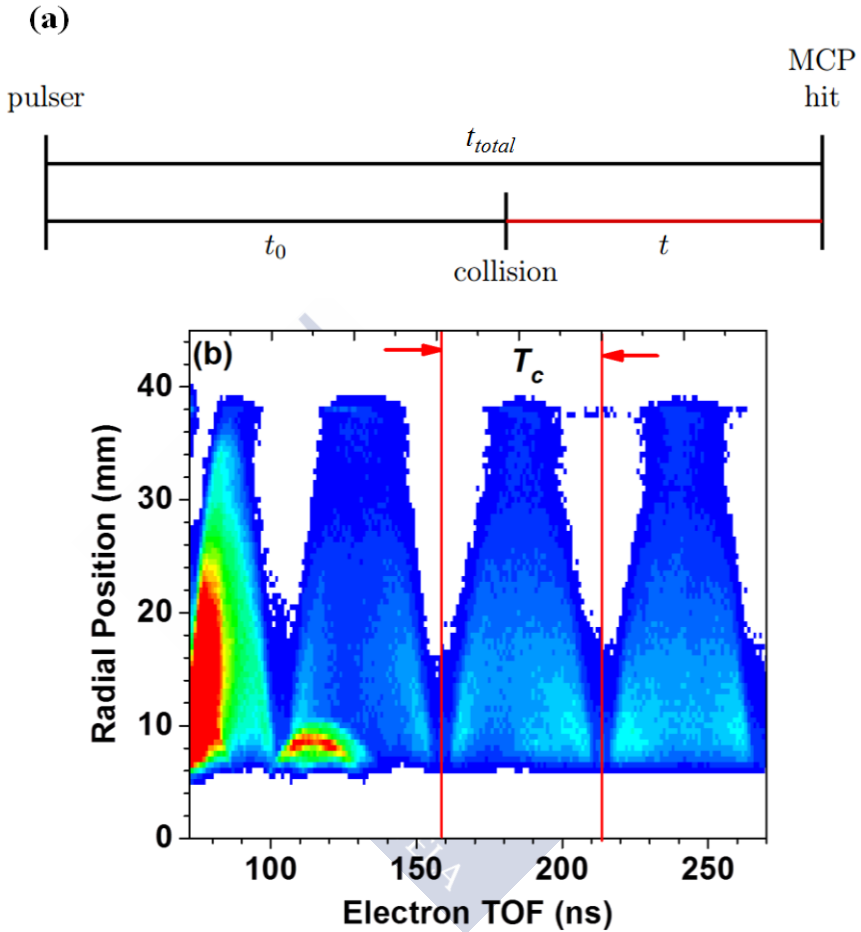 (a)
pulser
MCP
hit
t_total
t_0
t
collision
(b)
T_c
40
30
20
10
0
Radial Position (mm)
100
150
200
250
Electron TOF (ns)
ELA